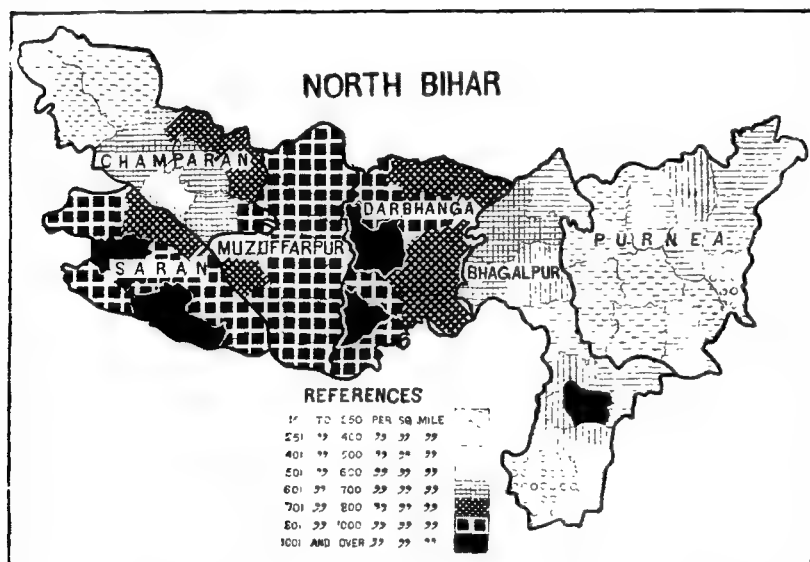 NORTH BIHAR
CHAMPARAN
DARBHANGA
PURNEA
MUZUFFARPUR
SARAN
BHAGALPUR
REFERENCES
TO 250 PER SQ MILE
251 " 400 " " "
401 " 500 " " "
501 " 600 " " "
601 " 700 " " "
701 " 800 " " "
801 " 1000 " " "
1001 AND OVER " " "